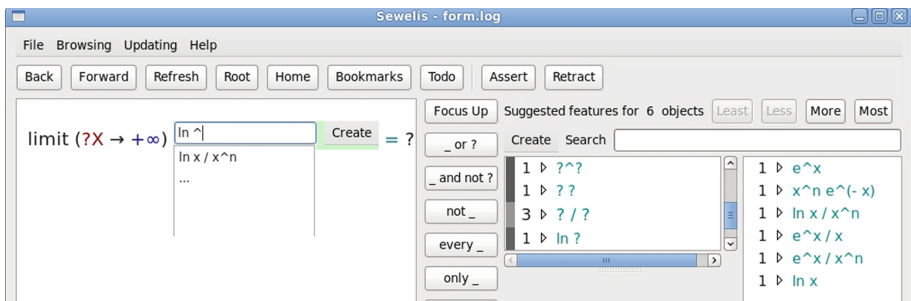 Sewelis - form.log
File Browsing Updating Help
Back Forward Refresh Root Home Bookmarks Todo Assert Retract
limit (?X → +∞) ln ^ Create = ?
ln x / x^n
...
Focus Up
_ or ?
_ and not ?
not _
every _
only _
Suggested features for 6 objects Least Less More Most
Create Search
1 ?^?
1 ? ?
3 ? / ?
1 ln ?
1 e^x
1 x^n e^(- x)
1 ln x / x^n
1 e^x / x
1 e^x / x^n
1 ln x